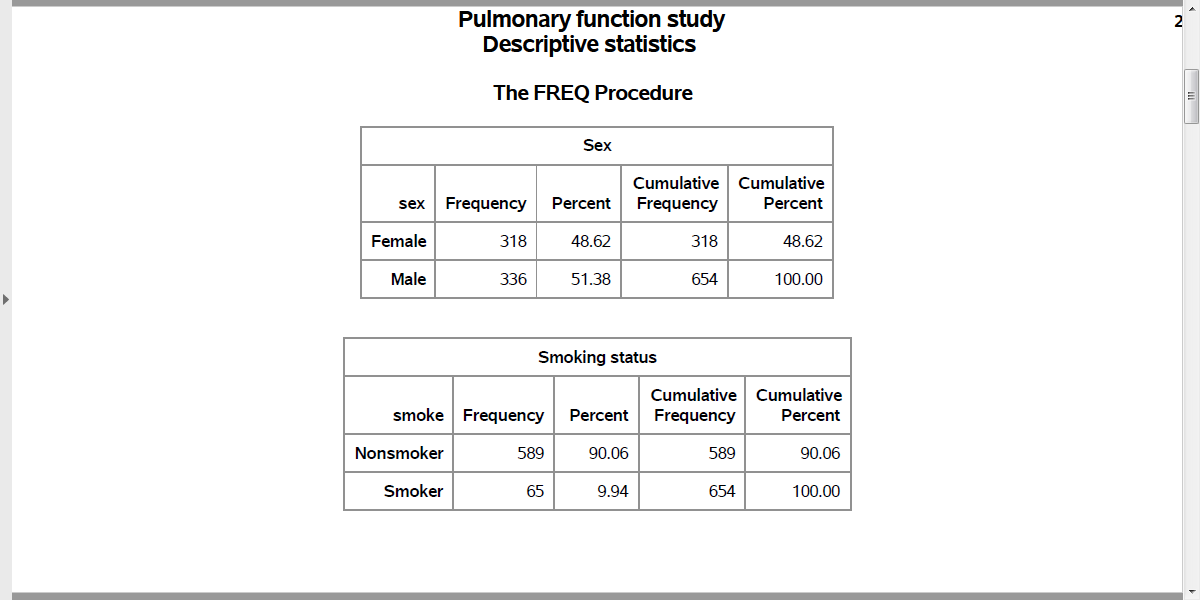 Pulmonary function study
2
Descriptive statistics
The FREQ Procedure
Sex
sex Frequency Percent Cumulative Frequency Cumulative Percent
Female 318 48.62 318 48.62
Male 336 51.38 654 100.00
Smoking status
smoke Frequency Percent Cumulative Frequency Cumulative Percent
Nonsmoker 589 90.06 589 90.06
Smoker 65 9.94 654 100.00